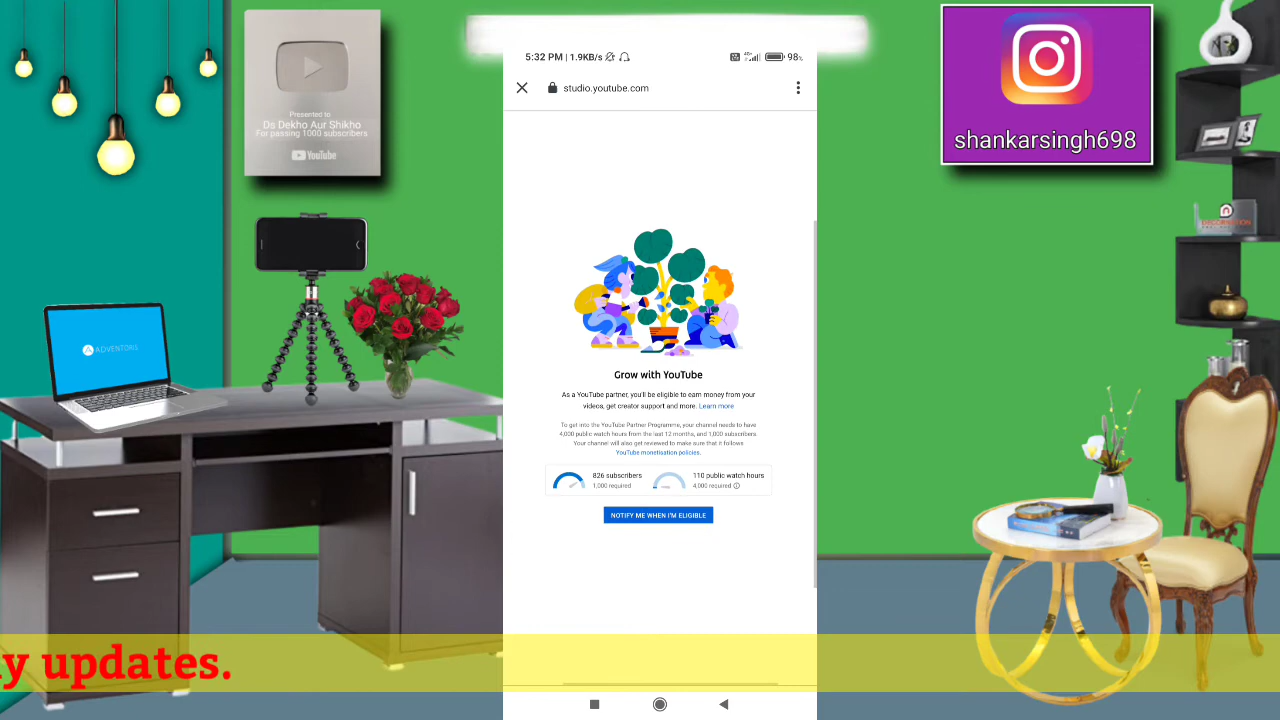 Presented to
Ds Dekho Aur Shikho
For passing 1000 subscribers
YouTube
ADVENTONS
5:32 PM | 1.9KB/s
98%
studio.youtube.com
Grow with YouTube
As a YouTube partner, you'll be eligible to earn money from your
videos, get creator support and more. Learn more
To get into the YouTube Partner Programme, your channel needs to have
4,000 public watch hours from the last 12 months, and 1,000 subscribers.
Your channel will also get reviewed to make sure that it follows
YouTube monetisation policies.
826 subscribers
1,000 required
110 public watch hours
4,000 required
NOTIFY ME WHEN I'M ELIGIBLE
shankarsingh698
y updates.